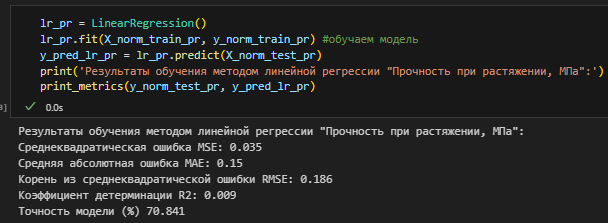 lr_pr = LinearRegression()
lr_pr.fit(X_norm_train_pr, y_norm_train_pr) #обучаем модель
y_pred_lr_pr = lr_pr.predict(X_norm_test_pr)
print('Результаты обучения методом линейной регрессии "Прочность при растяжении, МПа":')
print_metrics(y_norm_test_pr, y_pred_lr_pr)
✓ 0.0s
Результаты обучения методом линейной регрессии "Прочность при растяжении, МПа":
Среднеквадратическая ошибка MSE: 0.035
Средняя абсолютная ошибка MAE: 0.15
Корень из среднеквадратической ошибки RMSE: 0.186
Коэффициент детерминации R2: 0.009
Точность модели (%) 70.841